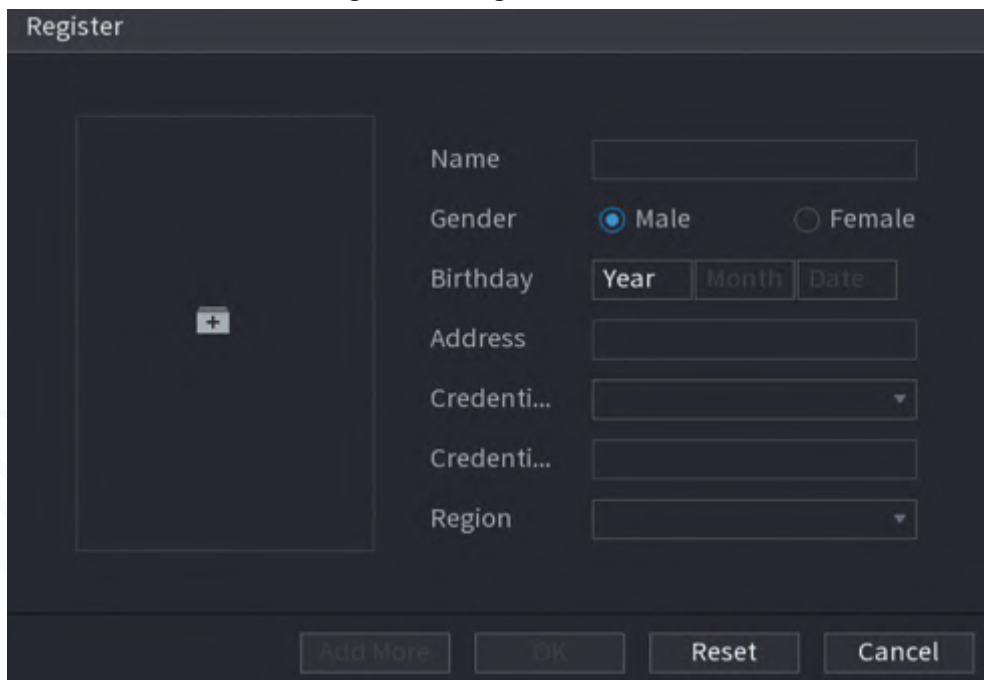 Register
Name
Gender Male Female
Birthday Year Month Date
Address
Credenti...
Credenti...
Region
Add More OK Reset Cancel